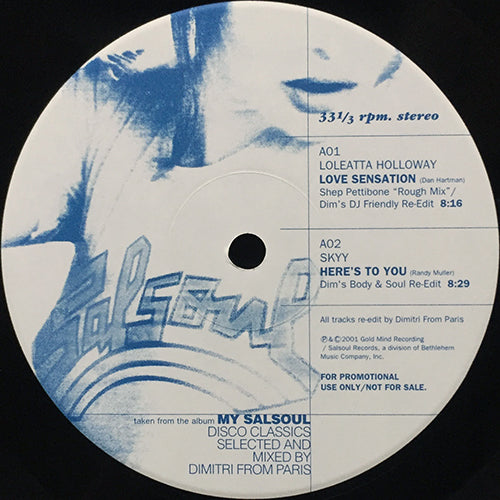 33 1/3 rpm. stereo
A01
LOLEATTA HOLLOWAY
LOVE SENSATION (Dan Hartman)
Shep Pettibone "Rough Mix"/
Dim's DJ Friendly Re-Edit 8:16
A02
SKYY
HERE'S TO YOU (Randy Muller)
Dim's Body & Soul Re-Edit 8:29
All tracks re-edit by Dimitri From Paris
℗ & © 2001 Gold Mind Recording
/ Salsoul Records, a division of Bethlehem
Music Company, Inc.
FOR PROMOTIONAL
USE ONLY/NOT FOR SALE.
Salsoul
taken from the album MY SALSOUL
DISCO CLASSICS
SELECTED AND
MIXED BY
DIMITRI FROM PARIS